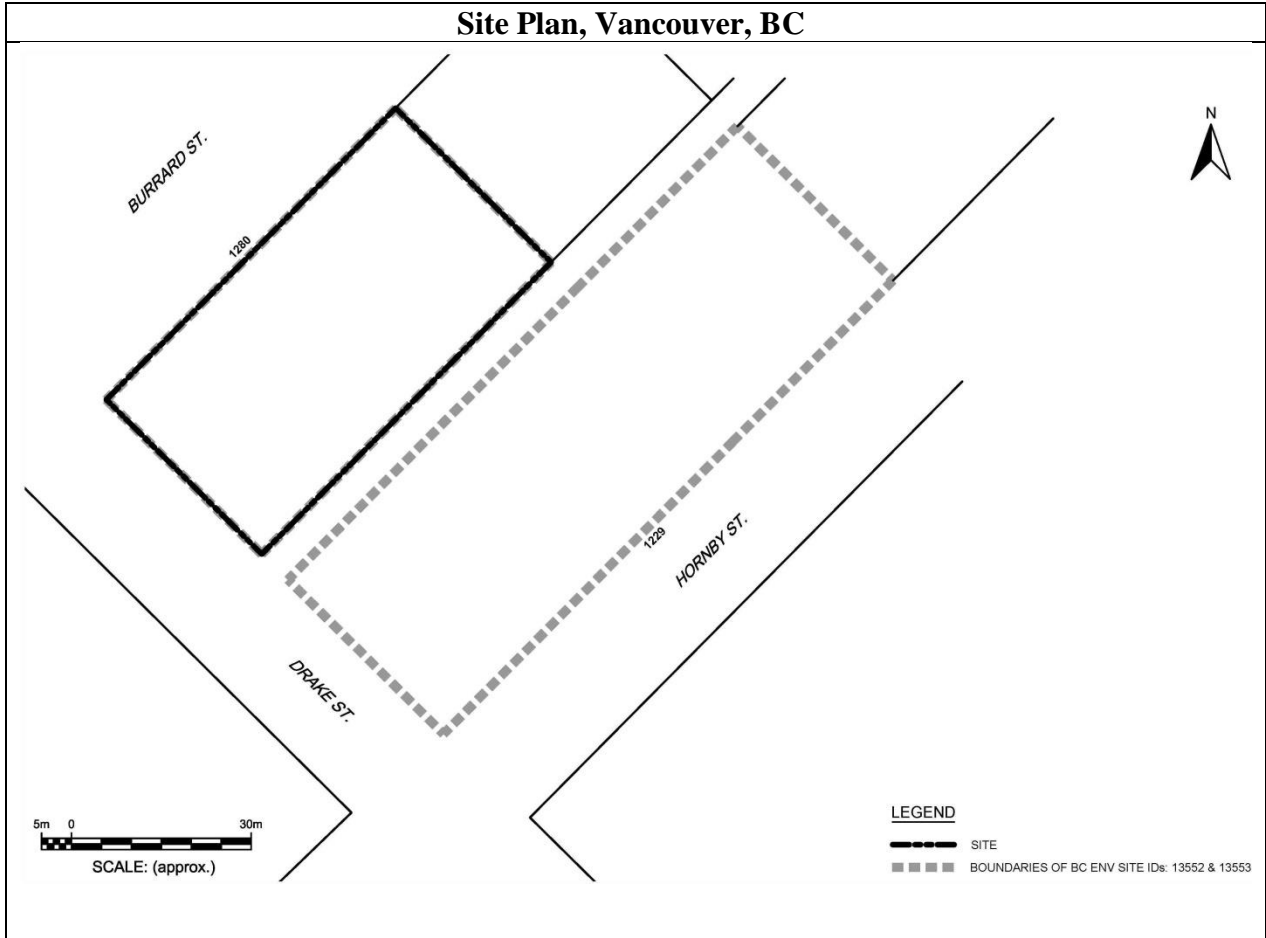 Site Plan, Vancouver, BC
N
BURRARD ST.
1280
1229
HORNBY ST.
DRAKE ST.
5m 0 30m
SCALE: (approx.)
LEGEND
SITE
BOUNDARIES OF BC ENV SITE IDs: 13552 & 13553